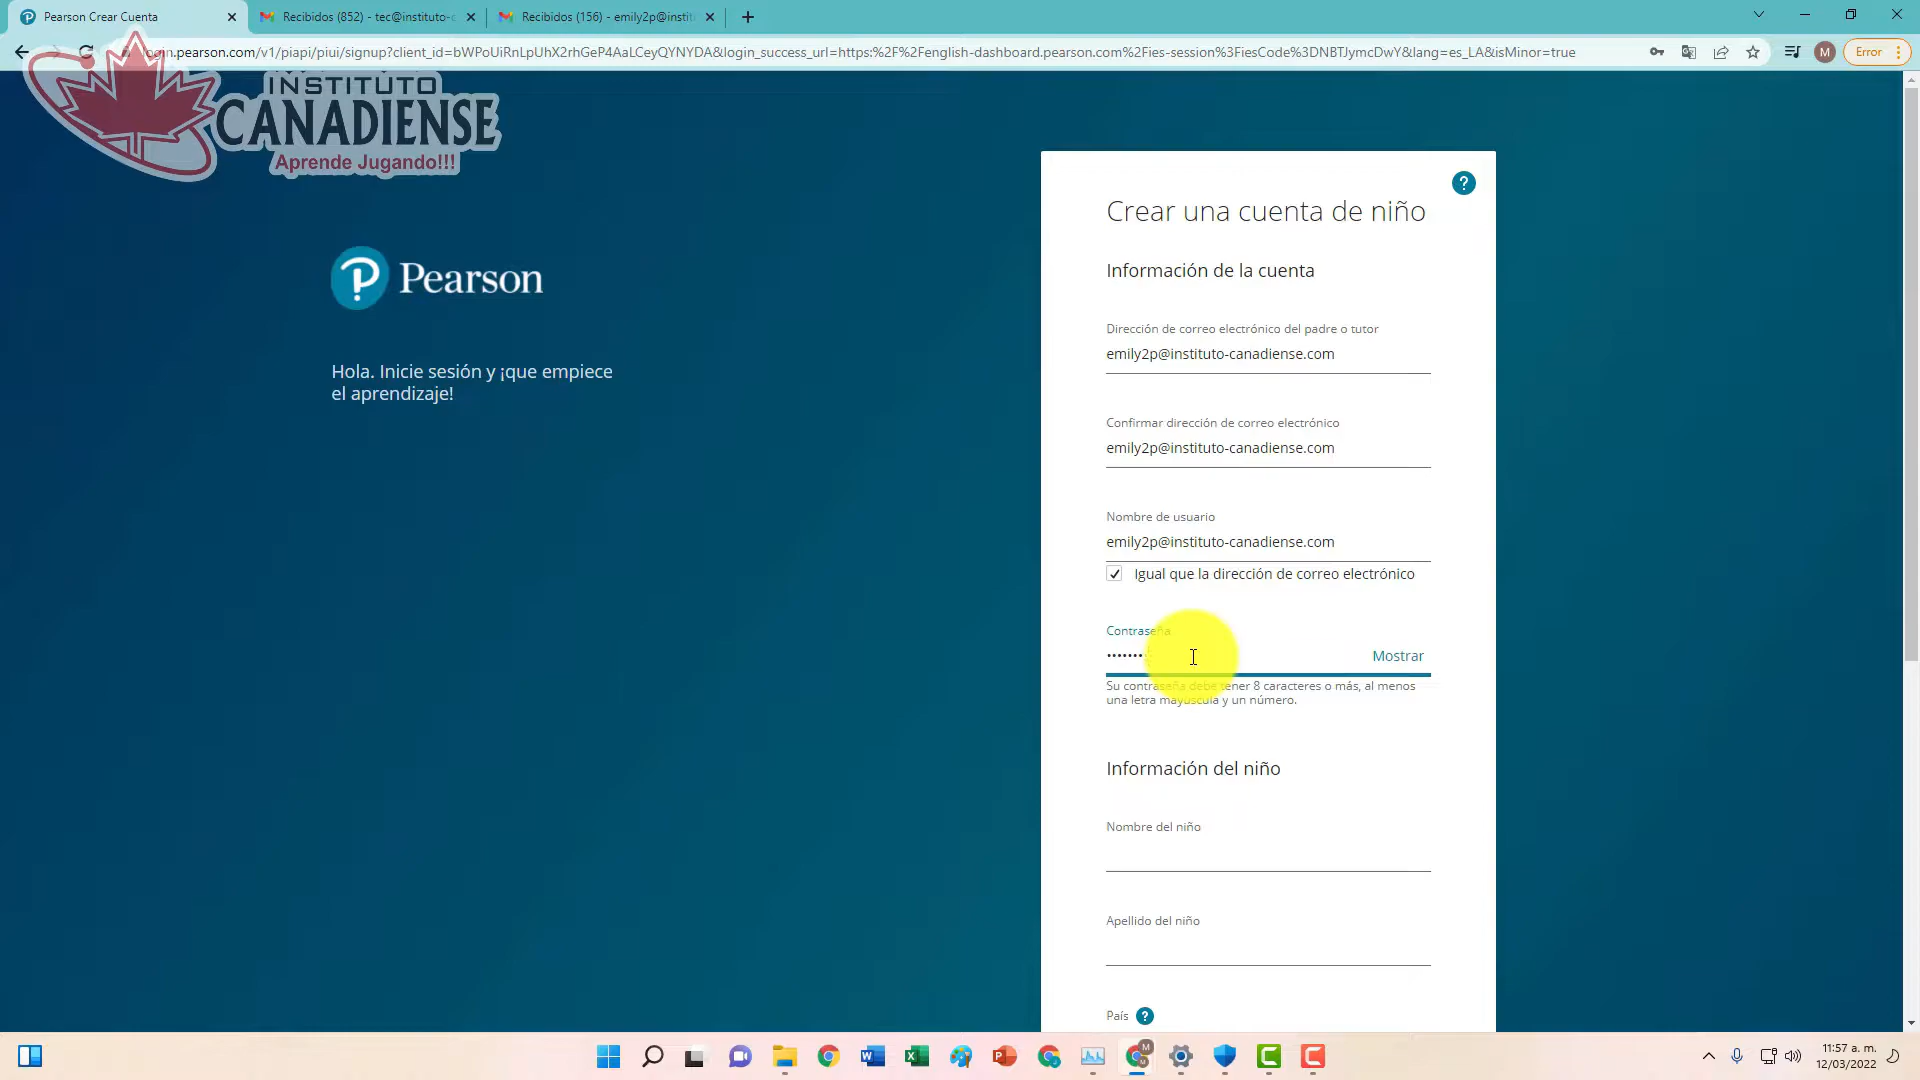 Pearson Crear Cuenta
Recibidos (852) - tec@instituto-c
Recibidos (156) - emily2p@instit
login.pearson.com/v1/piapi/piui/signup?client_id=bWPoUiRnLpUhX2rhGeP4AaLCeyQYNYDA&login_success_url=https:%2F%2Fenglish-dashboard.pearson.com%2Fies-session%3FiesCode%3DNBTJymcDwY&lang=es_LA&isMinor=true
M
Error
INSTITUTO
CANADIENSE
Aprende Jugando!!!
Pearson
Hola. Inicie sesión y ¡que empiece
el aprendizaje!
?
Crear una cuenta de niño
Información de la cuenta
Dirección de correo electrónico del padre o tutor
emily2p@instituto-canadiense.com
Confirmar dirección de correo electrónico
emily2p@instituto-canadiense.com
Nombre de usuario
emily2p@instituto-canadiense.com
Igual que la dirección de correo electrónico
Contraseña
Mostrar
Su contraseña debe tener 8 caracteres o más, al menos
una letra mayúscula y un número.
Información del niño
Nombre del niño
Apellido del niño
País ?
11:57 a. m.
12/03/2022